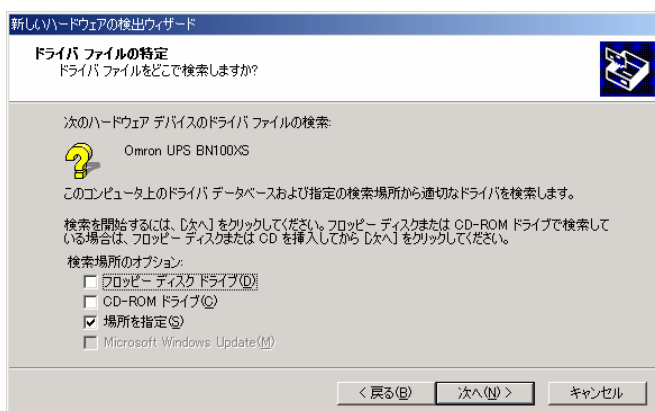 新しいハードウェアの検出ウィザード
ドライバ ファイルの特定
ドライバ ファイルをどこで検索しますか?
次のハードウェア デバイスのドライバ ファイルの検索:
Omron UPS BN100XS
このコンピュータ上のドライバ データベースおよび指定の検索場所から適切なドライバを検索します。
検索を開始するには、[次へ] をクリックしてください。フロッピー ディスクまたは CD-ROM ドライブで検索して
いる場合は、フロッピー ディスクまたは CD を挿入してから [次へ] をクリックしてください。
検索場所のオプション:
フロッピー ディスク ドライブ(D)
CD-ROM ドライブ(C)
場所を指定(S)
Microsoft Windows Update(M)
< 戻る(B) 次へ(N) > キャンセル